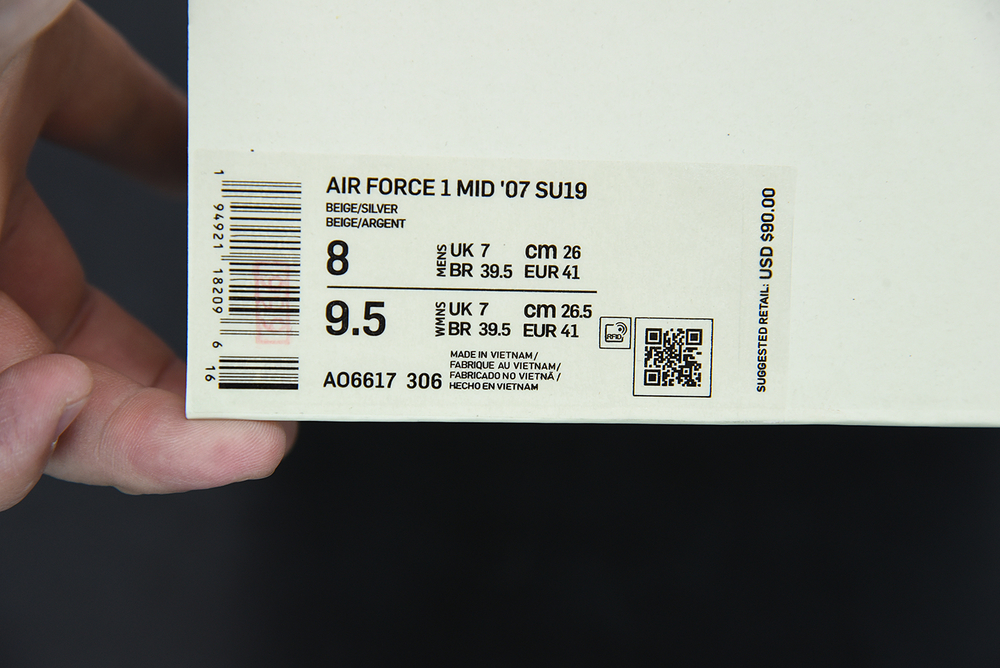 AIR FORCE 1 MID '07 SU19
BEIGE/SILVER
BEIGE/ARGENT
8
MENS
UK 7 cm 26
BR 39.5 EUR 41
9.5
WMNS
UK 7 cm 26.5
BR 39.5 EUR 41
RFID
AO6617 306
MADE IN VIETNAM/
FABRIQUE AU VIETNAM/
FABRICADO NO VIETNÃ/
HECHO EN VIETNAM
1 94921 18209 6 16
SUGGESTED RETAIL: USD $90.00